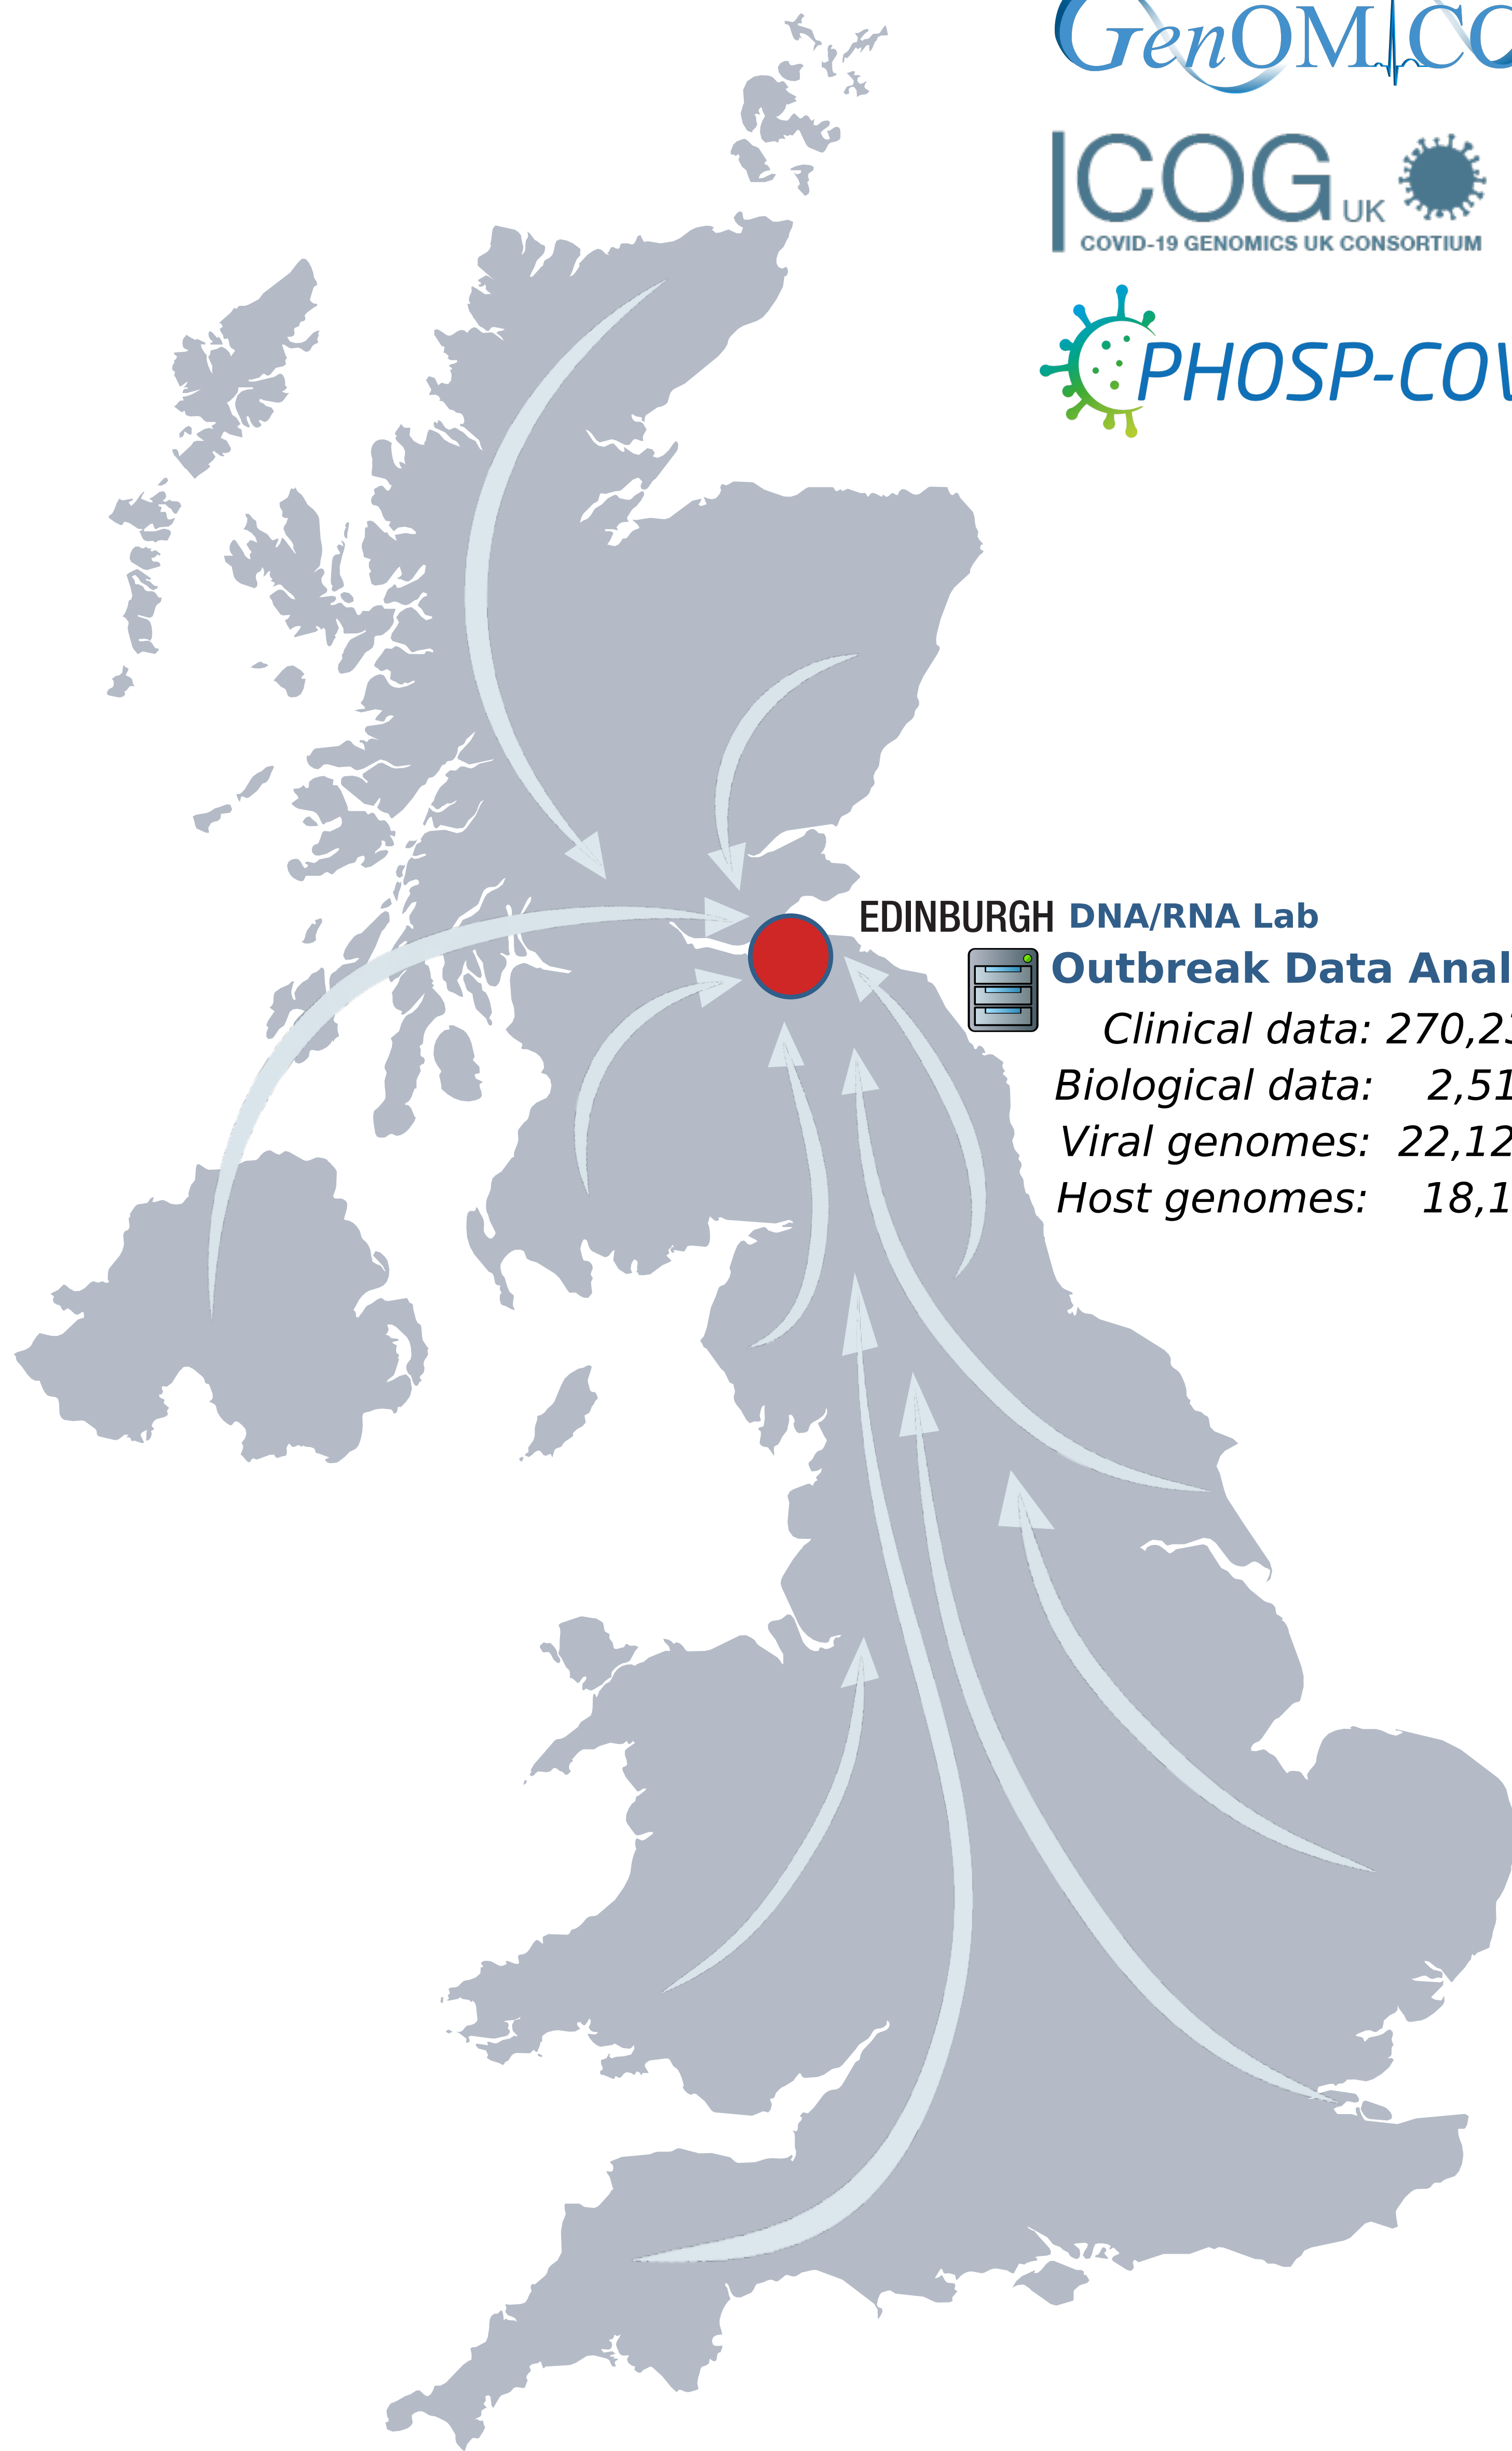 GenOMICC
COG UK
COVID-19 GENOMICS UK CONSORTIUM
PHOSP-COV
EDINBURGH DNA/RNA Lab
Outbreak Data Anal
Clinical data: 270,23
Biological data: 2,51
Viral genomes: 22,12
Host genomes: 18,1